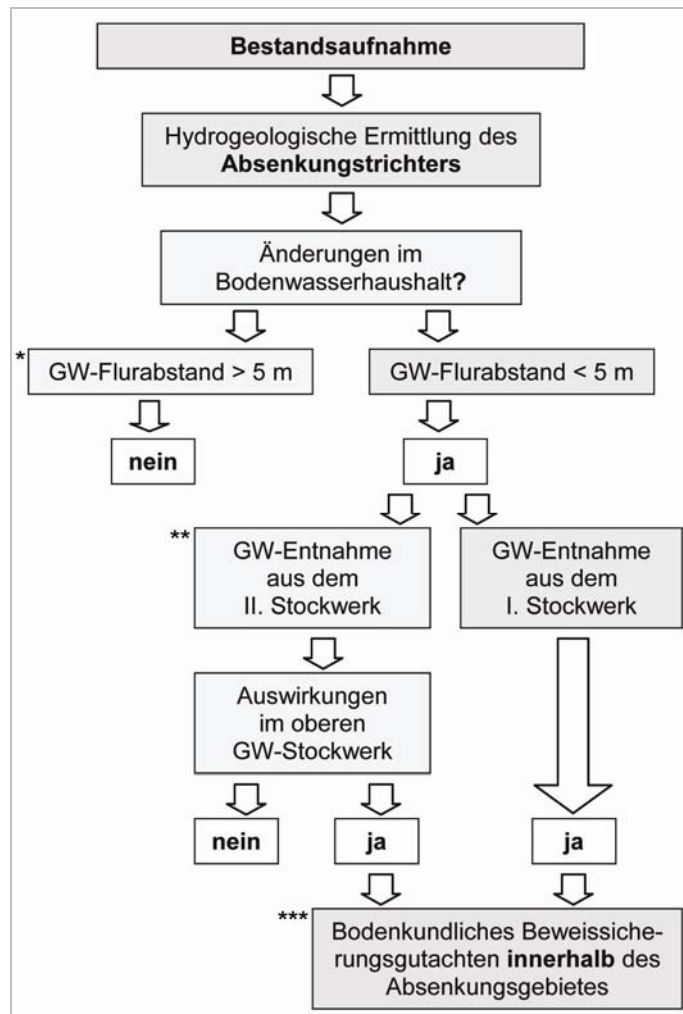 Bestandsaufnahme
Hydrogeologische Ermittlung des
Absenkungstrichters
Änderungen im
Bodenwasserhaushalt?
*
GW-Flurabstand > 5 m
GW-Flurabstand < 5 m
nein
ja
**
GW-Entnahme
aus dem
II. Stockwerk
GW-Entnahme
aus dem
I. Stockwerk
Auswirkungen
im oberen
GW-Stockwerk
nein
ja
ja
***
Bodenkundliches Beweissiche-
rungsgutachten innerhalb des
Absenkungsgebietes